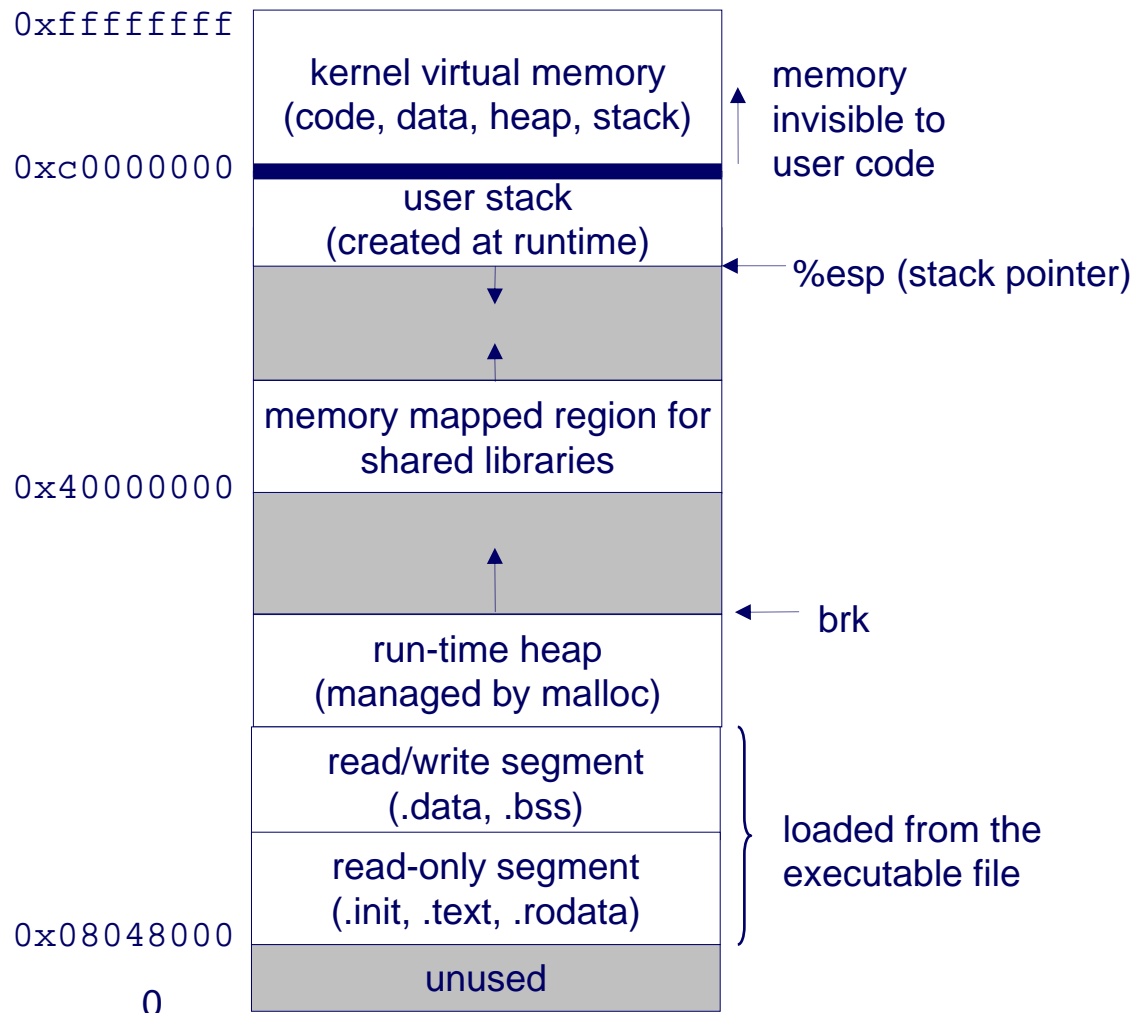 0xffffffff
kernel virtual memory
(code, data, heap, stack)
memory
invisible to
user code
0xc0000000
user stack
(created at runtime)
%esp (stack pointer)
memory mapped region for
shared libraries
0x40000000
brk
run-time heap
(managed by malloc)
read/write segment
(.data, .bss)
loaded from the
executable file
read-only segment
(.init, .text, .rodata)
0x08048000
unused
0